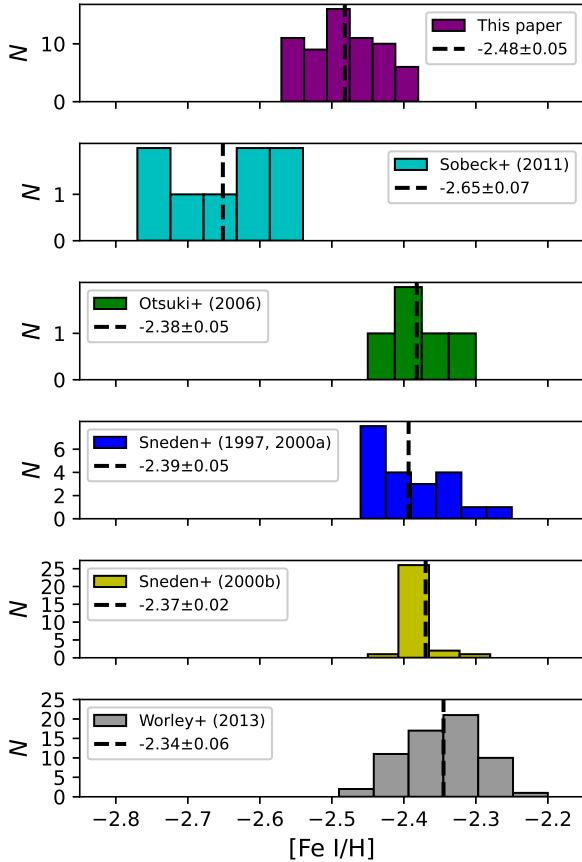 N
10
0
This paper
-2.48±0.05
N
1
0
Sobeck+ (2011)
-2.65±0.07
N
1
0
Otsuki+ (2006)
-2.38±0.05
N
6
4
2
0
Sneden+ (1997, 2000a)
-2.39±0.05
N
25
20
15
10
5
0
Sneden+ (2000b)
-2.37±0.02
N
25
20
15
10
5
0
Worley+ (2013)
-2.34±0.06
−2.8 −2.7 −2.6 −2.5 −2.4 −2.3 −2.2
[Fe I/H]